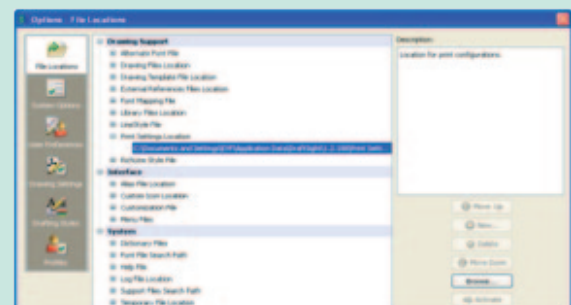 Options - File Locations
File Locations
System Options
User Preferences
Drawing Settings
Drafting Styles
Profiles
Drawing Support
Alternate Font File
Drawing Files Location
Drawing Template File Location
External References Files Location
Font Mapping File
Library Files Location
LineStyle File
Print Settings Location
RichLine Style File
Interface
Alias File Location
Custom Icon Location
Customization File
Menu Files
System
Dictionary Files
Font File Search Path
Help File
Log File Location
Support Files Search Path
Temporary File Location
Description:
Location for print configurations.
Move Up
New...
Delete
Move Down
Browse...
Activate